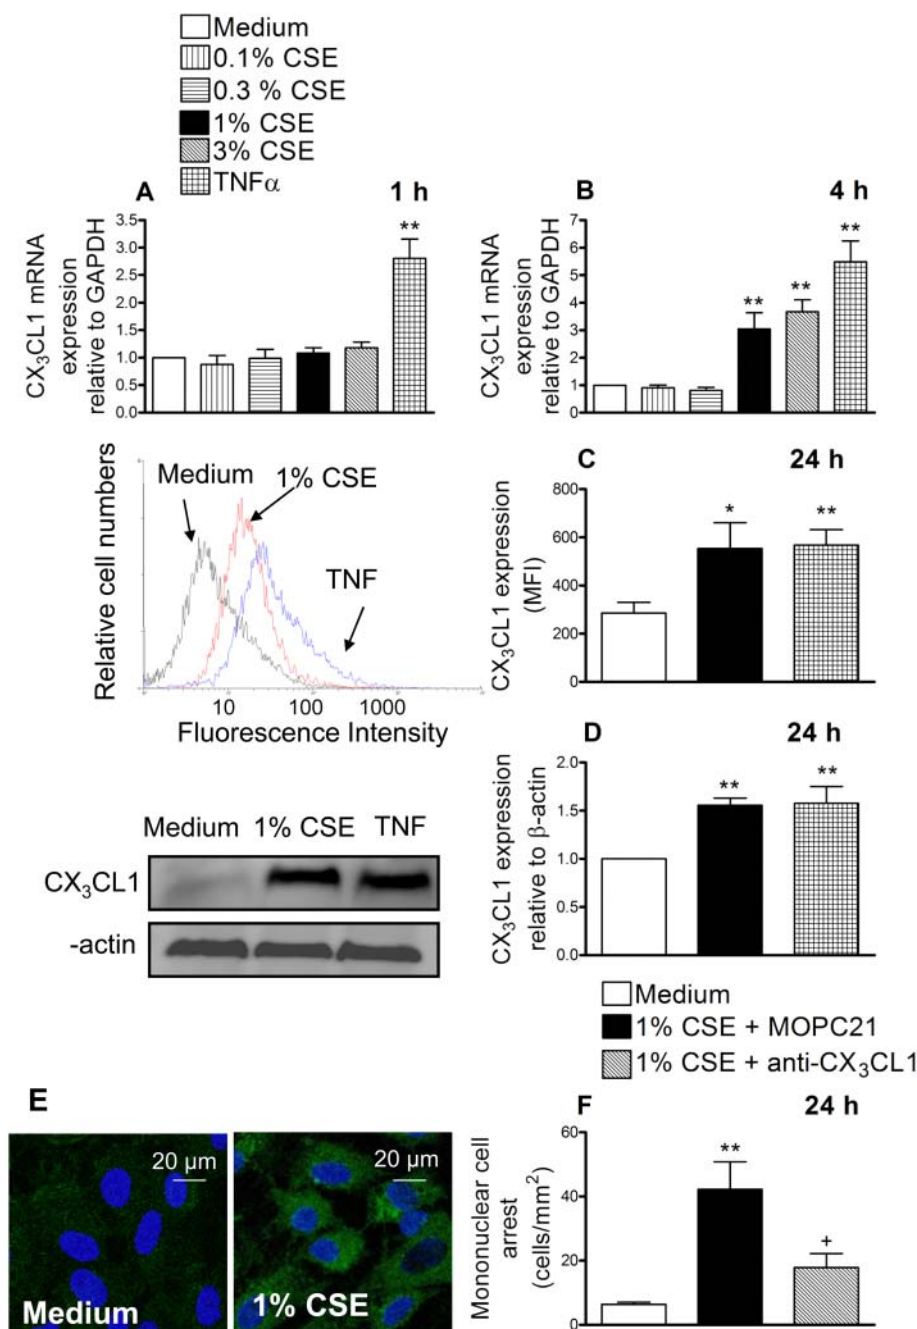 Medium
0.1% CSE
0.3 % CSE
1% CSE
3% CSE
TNFα
A
1 h
CX₃CL1 mRNA
expression
relative to GAPDH
3.5
3.0
2.5
2.0
1.5
1.0
0.5
0.0
**
B
4 h
CX₃CL1 mRNA
expression
relative to GAPDH
7
6
5
4
3
2
1
0
**
**
**
Relative cell numbers
Medium
1% CSE
TNF
10
100
1000
Fluorescence Intensity
C
24 h
CX₃CL1 expression
(MFI)
800
600
400
200
0
*
**
Medium
1% CSE
TNF
CX₃CL1
-actin
D
24 h
CX₃CL1 expression
relative to β-actin
2.0
1.5
1.0
0.5
0.0
**
**
Medium
1% CSE + MOPC21
1% CSE + anti-CX₃CL1
E
20 µm
Medium
20 µm
1% CSE
F
24 h
Mononuclear cell
arrest
(cells/mm²)
60
40
20
0
**
+